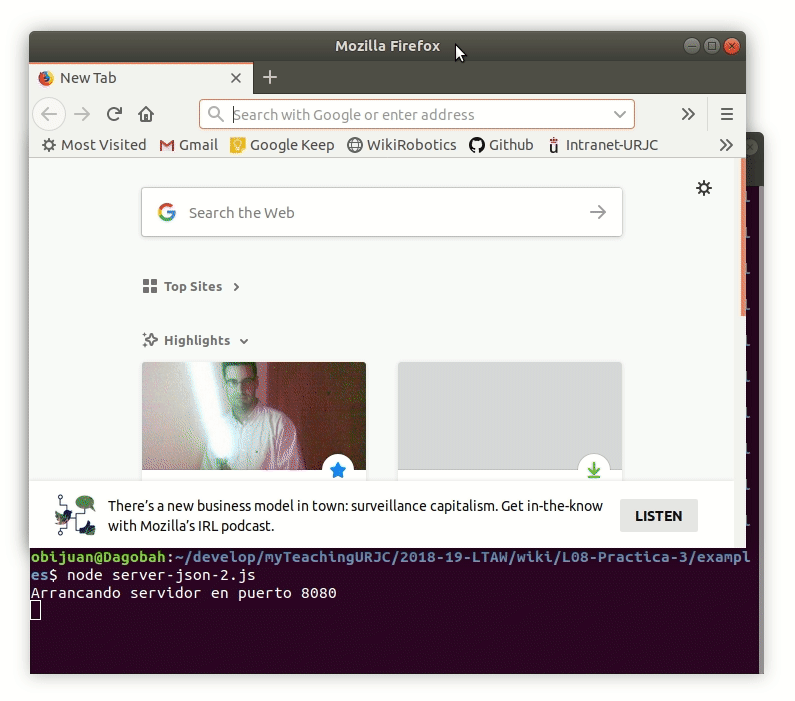 Mozilla Firefox
New Tab
Search with Google or enter address
Most Visited Gmail Google Keep WikiRobotics Github Intranet-URJC
Search the Web
Top Sites
Highlights
There's a new business model in town: surveillance capitalism. Get in-the-know
with Mozilla's IRL podcast.
LISTEN
obijuan@Dagobah:~/develop/myTeachingURJC/2018-19-LTAW/wiki/L08-Practica-3/exampl
es$ node server-json-2.js
Arrancando servidor en puerto 8080